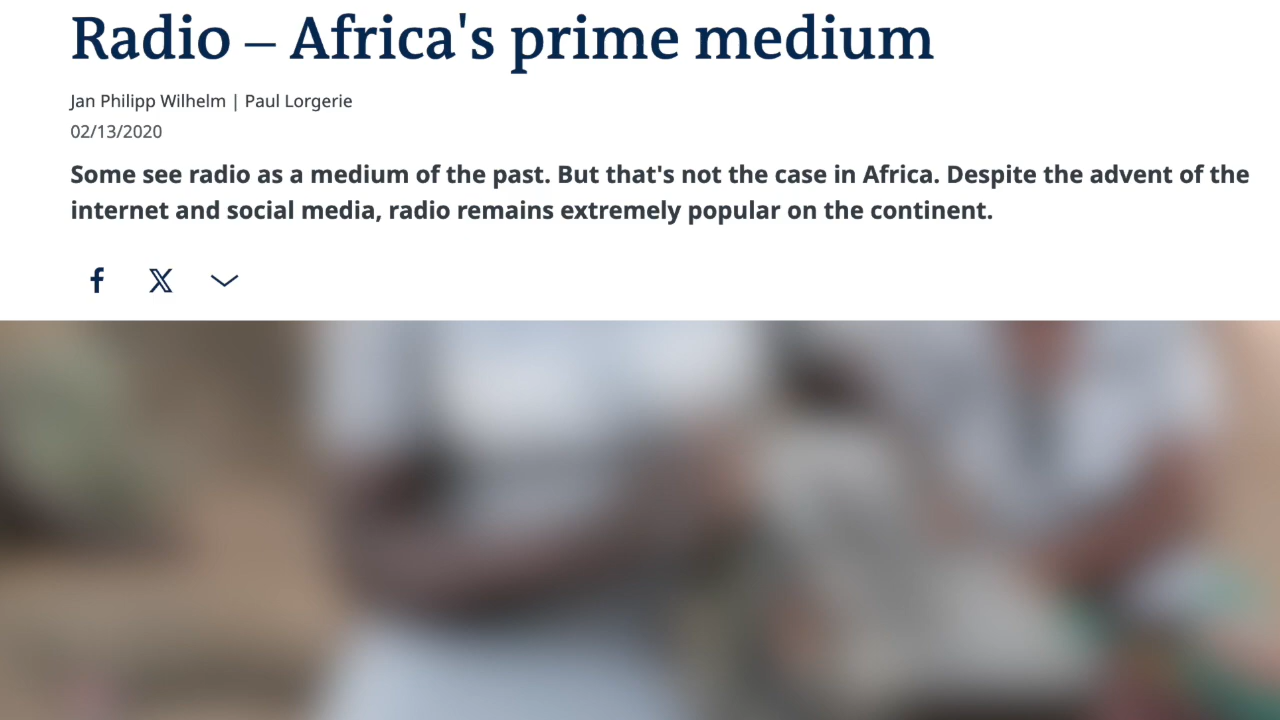 Radio – Africa's prime medium
Jan Philipp Wilhelm | Paul Lorgerie
02/13/2020
Some see radio as a medium of the past. But that's not the case in Africa. Despite the advent of the
internet and social media, radio remains extremely popular on the continent.